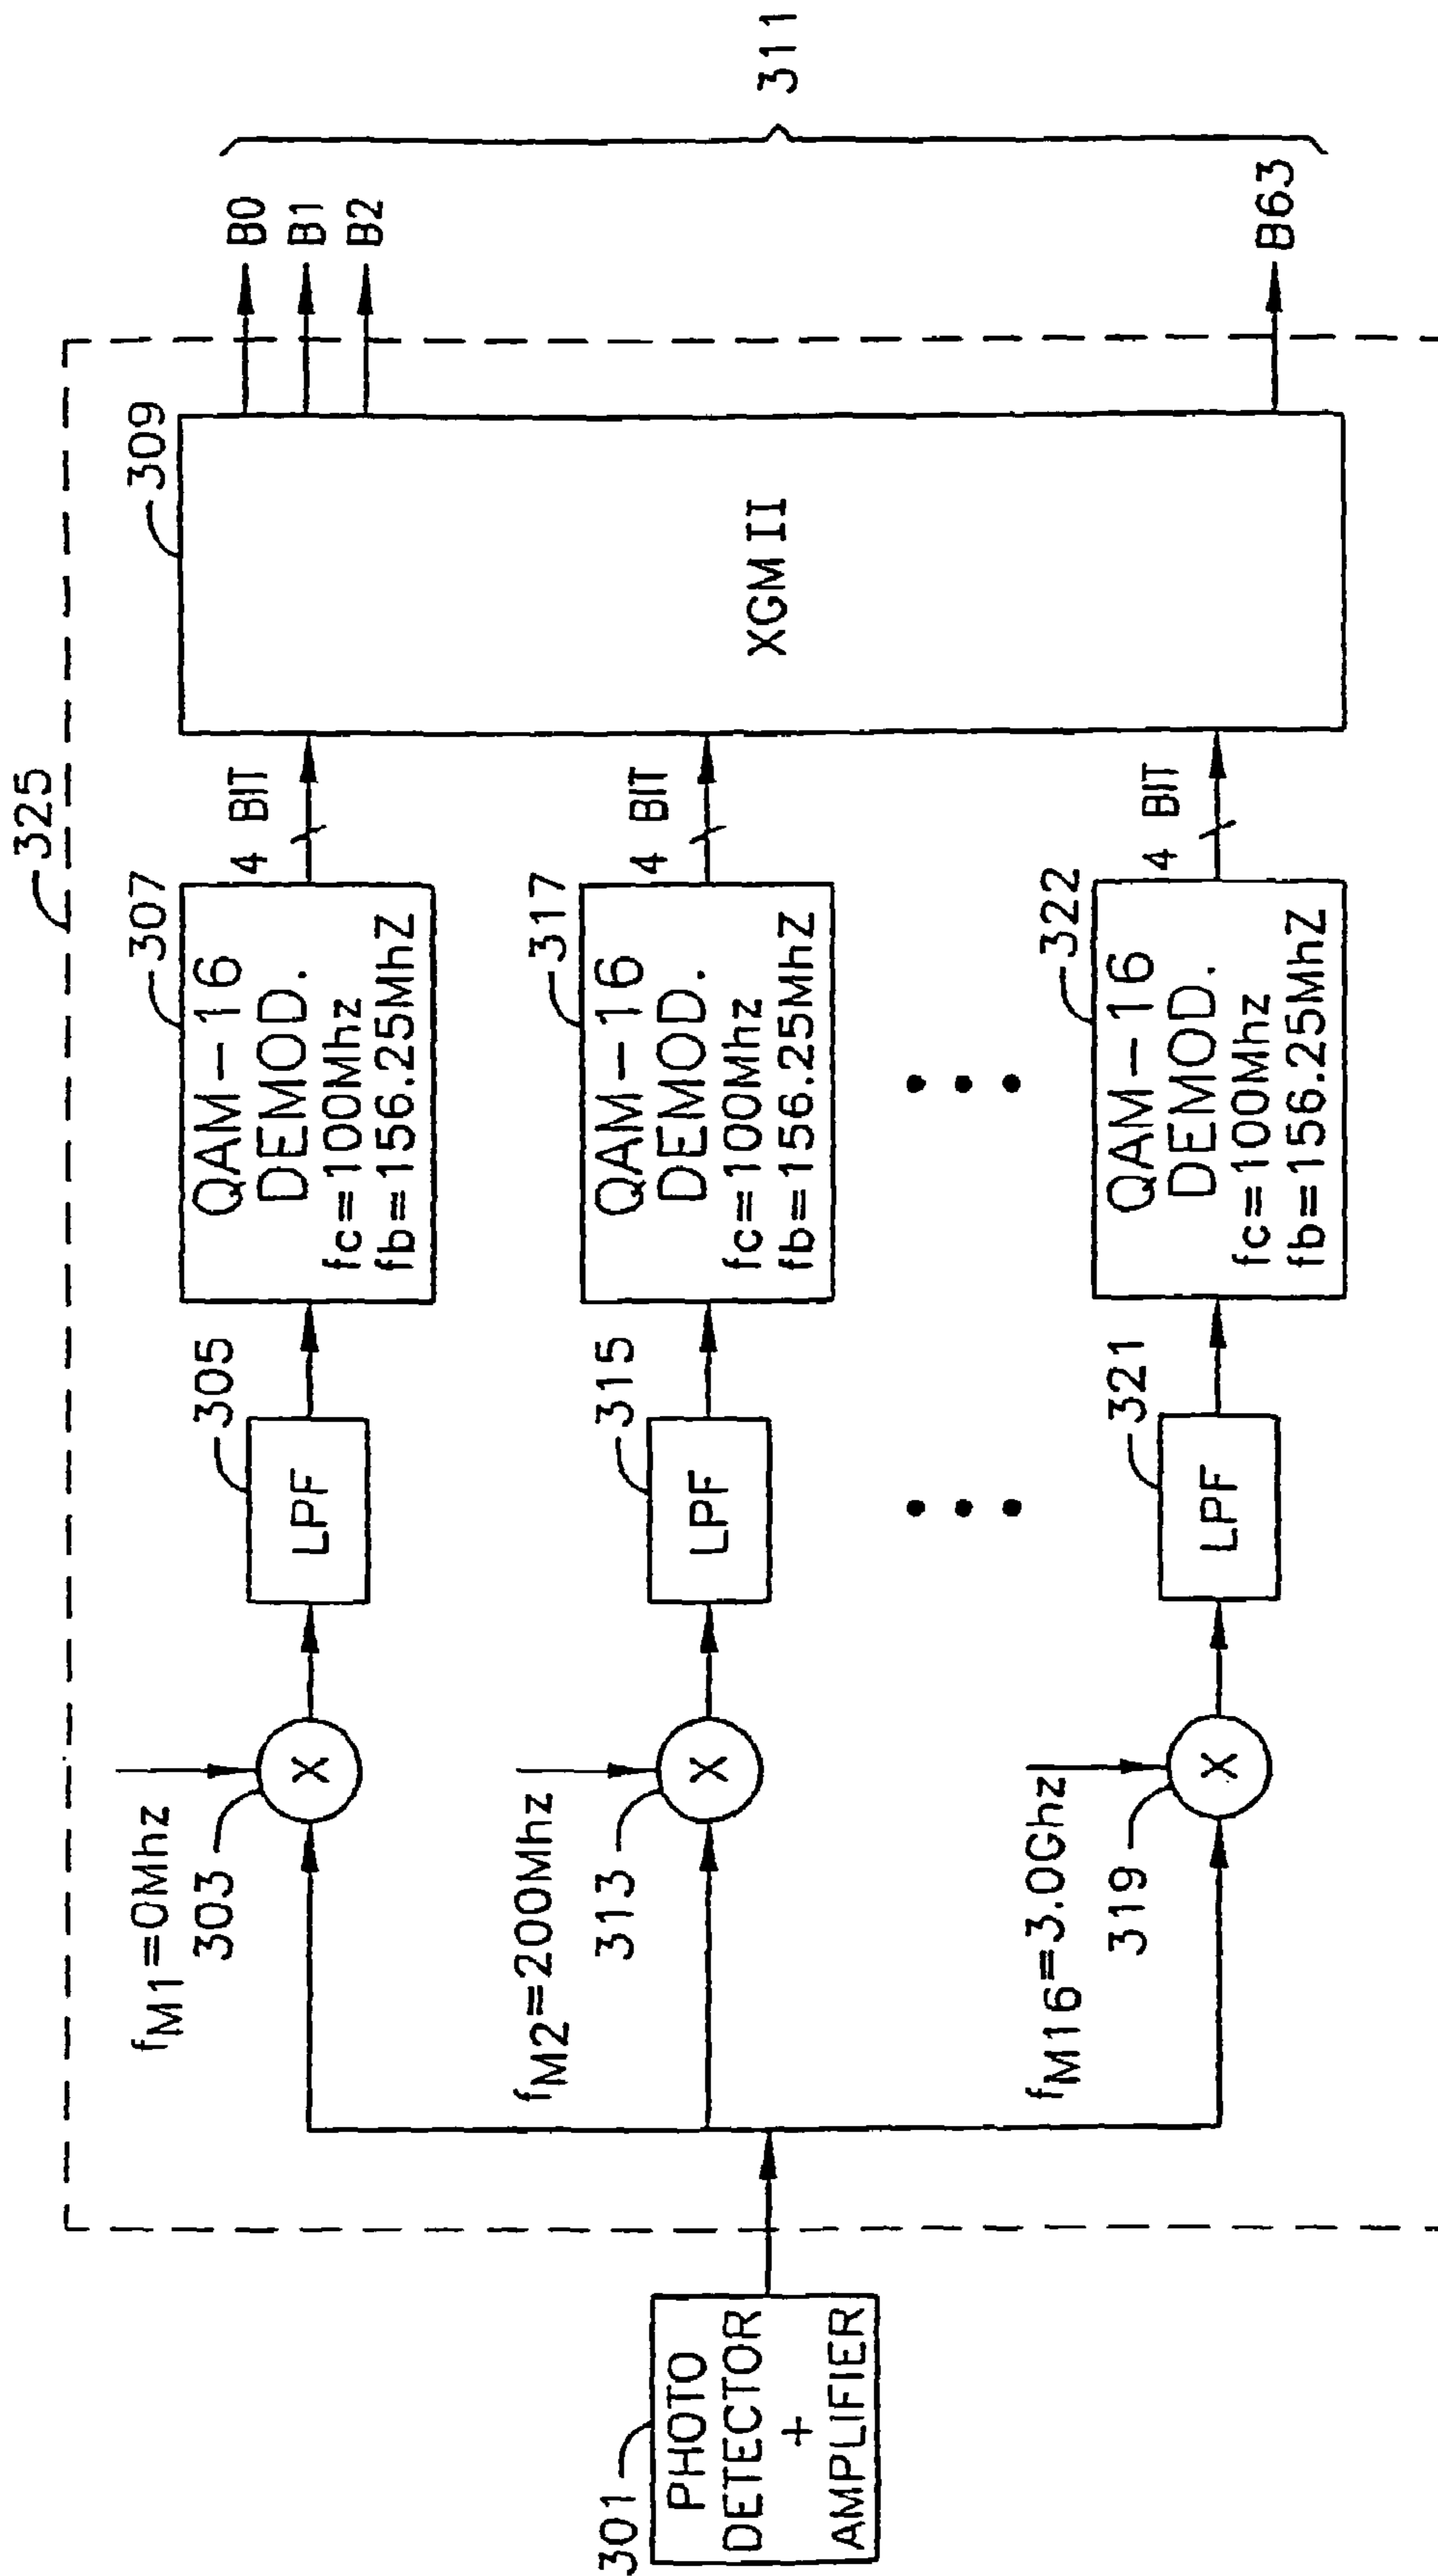 325
309
311
B0
B1
B2
B63
XGM II
307
QAM-16
DEMOD.
fc=100Mhz
fb=156.25MhZ
4 BIT
317
QAM-16
DEMOD.
fc=100Mhz
fb=156.25MhZ
4 BIT
322
QAM-16
DEMOD.
fc=100Mhz
fb=156.25MhZ
4 BIT
305
LPF
315
LPF
321
LPF
fM1=0Mhz
303
X
fM2=200Mhz
313
X
fM16=3.0Ghz
319
X
301
PHOTO
DETECTOR
+
AMPLIFIER